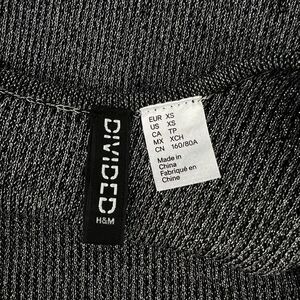 DIVIDED
H&M
EUR XS
US XS
CA TP
MX XCH
CN 160/80A
Made in
China
Fabriqué en
Chine